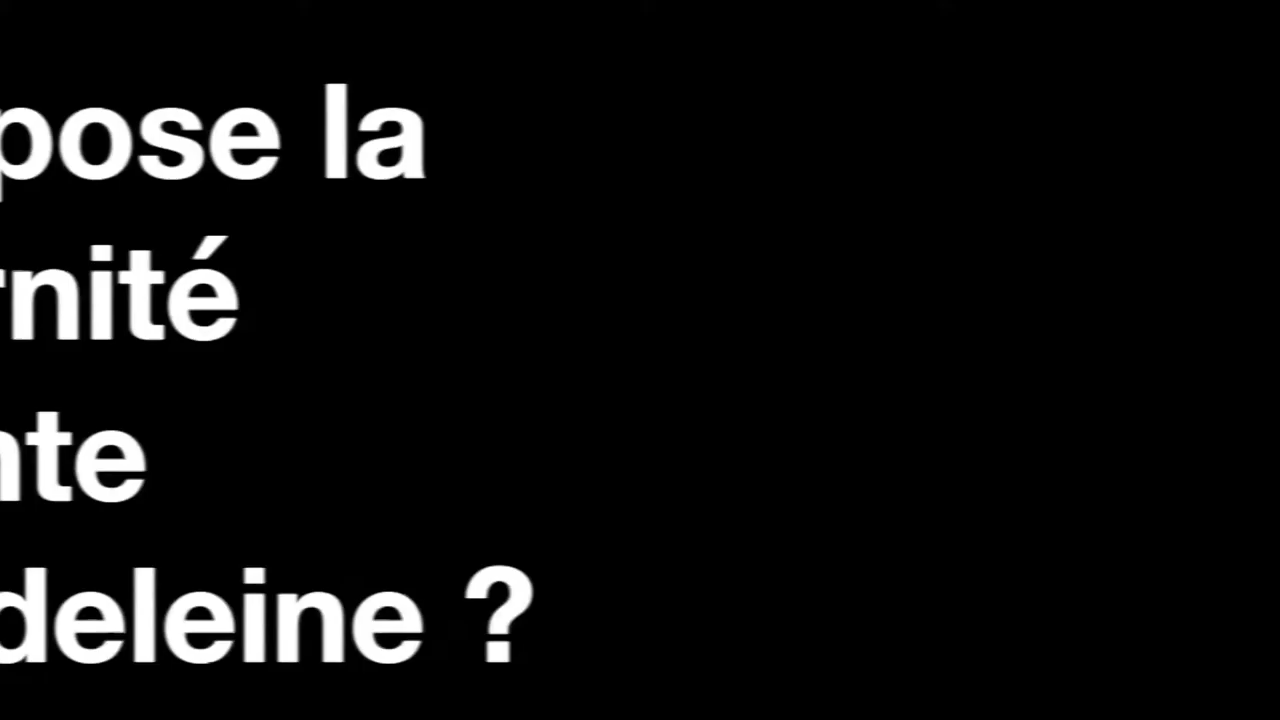 pose la
rnité
nte
deleine ?